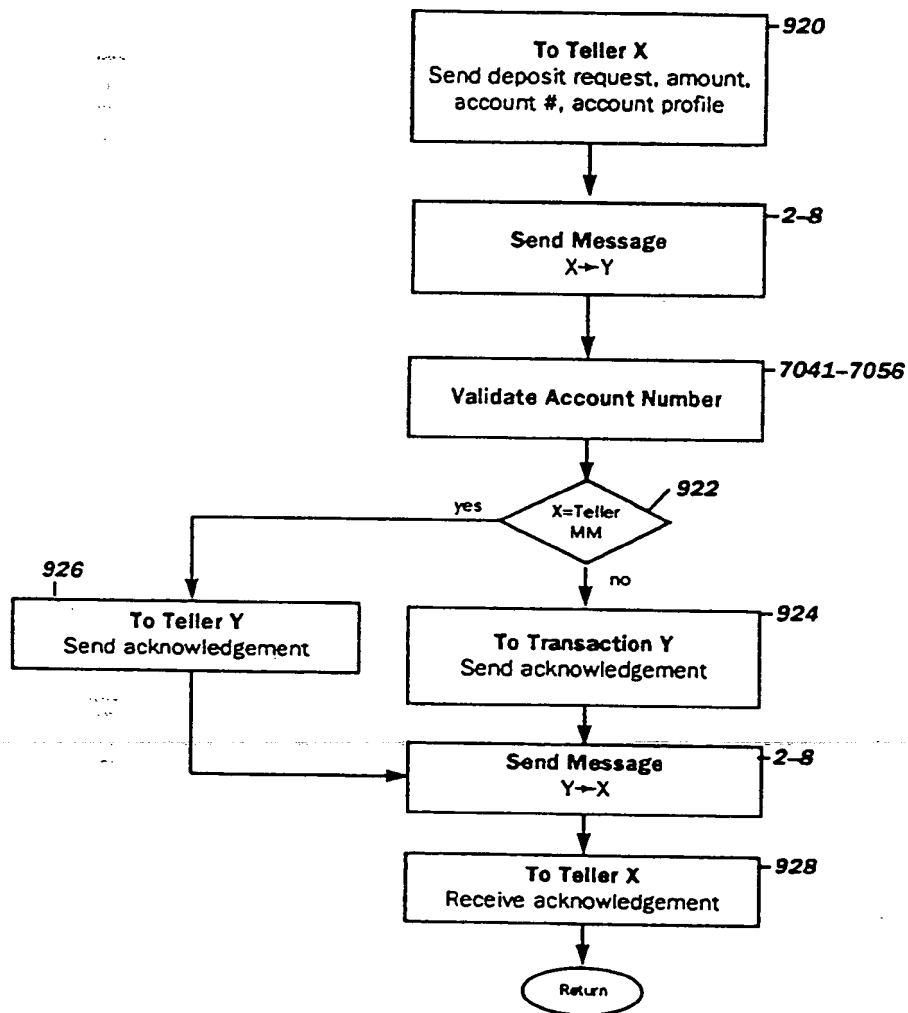 920
To Teller X
Send deposit request, amount,
account #, account profile
2–8
Send Message
X→Y
7041–7056
Validate Account Number
922
yes
X=Teller
MM
no
926
To Teller Y
Send acknowledgement
924
To Transaction Y
Send acknowledgement
2–8
Send Message
Y→X
928
To Teller X
Receive acknowledgement
Return